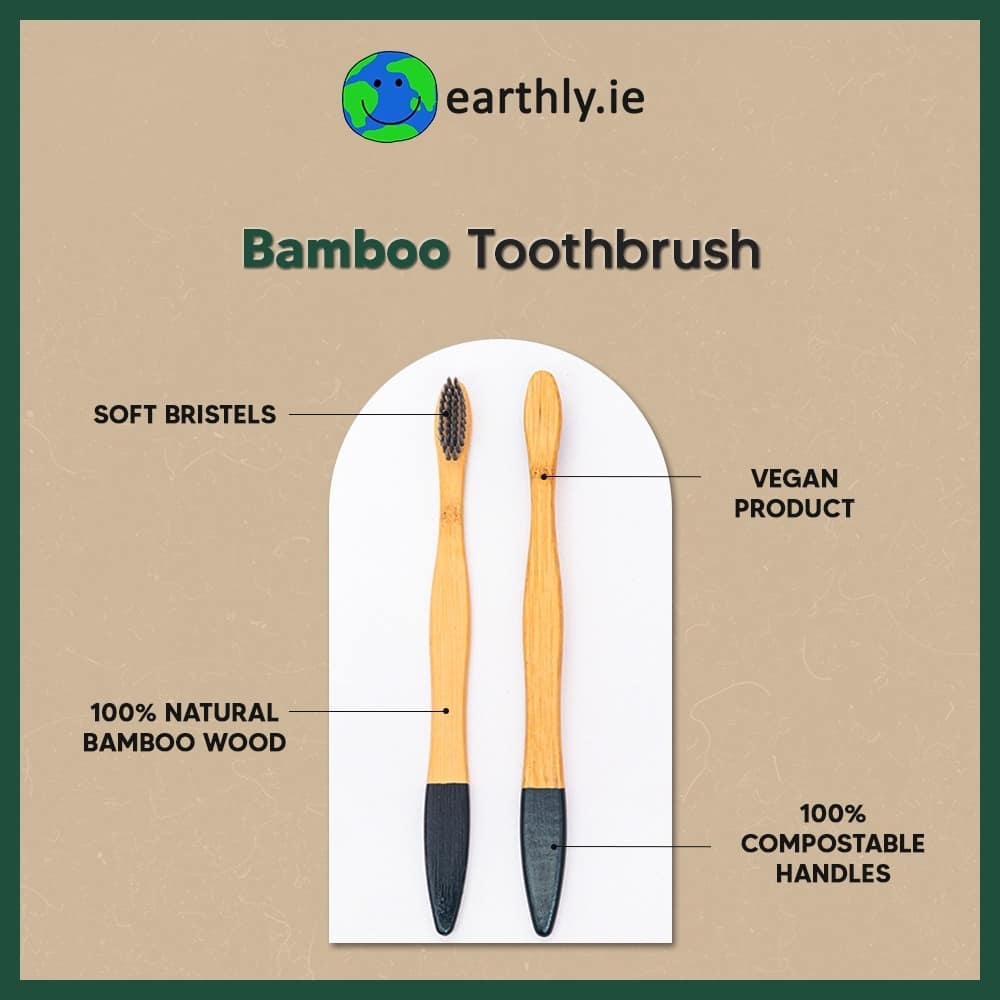 earthly.ie
Bamboo Toothbrush
SOFT BRISTELS
VEGAN
PRODUCT
100% NATURAL
BAMBOO WOOD
100%
COMPOSTABLE
HANDLES